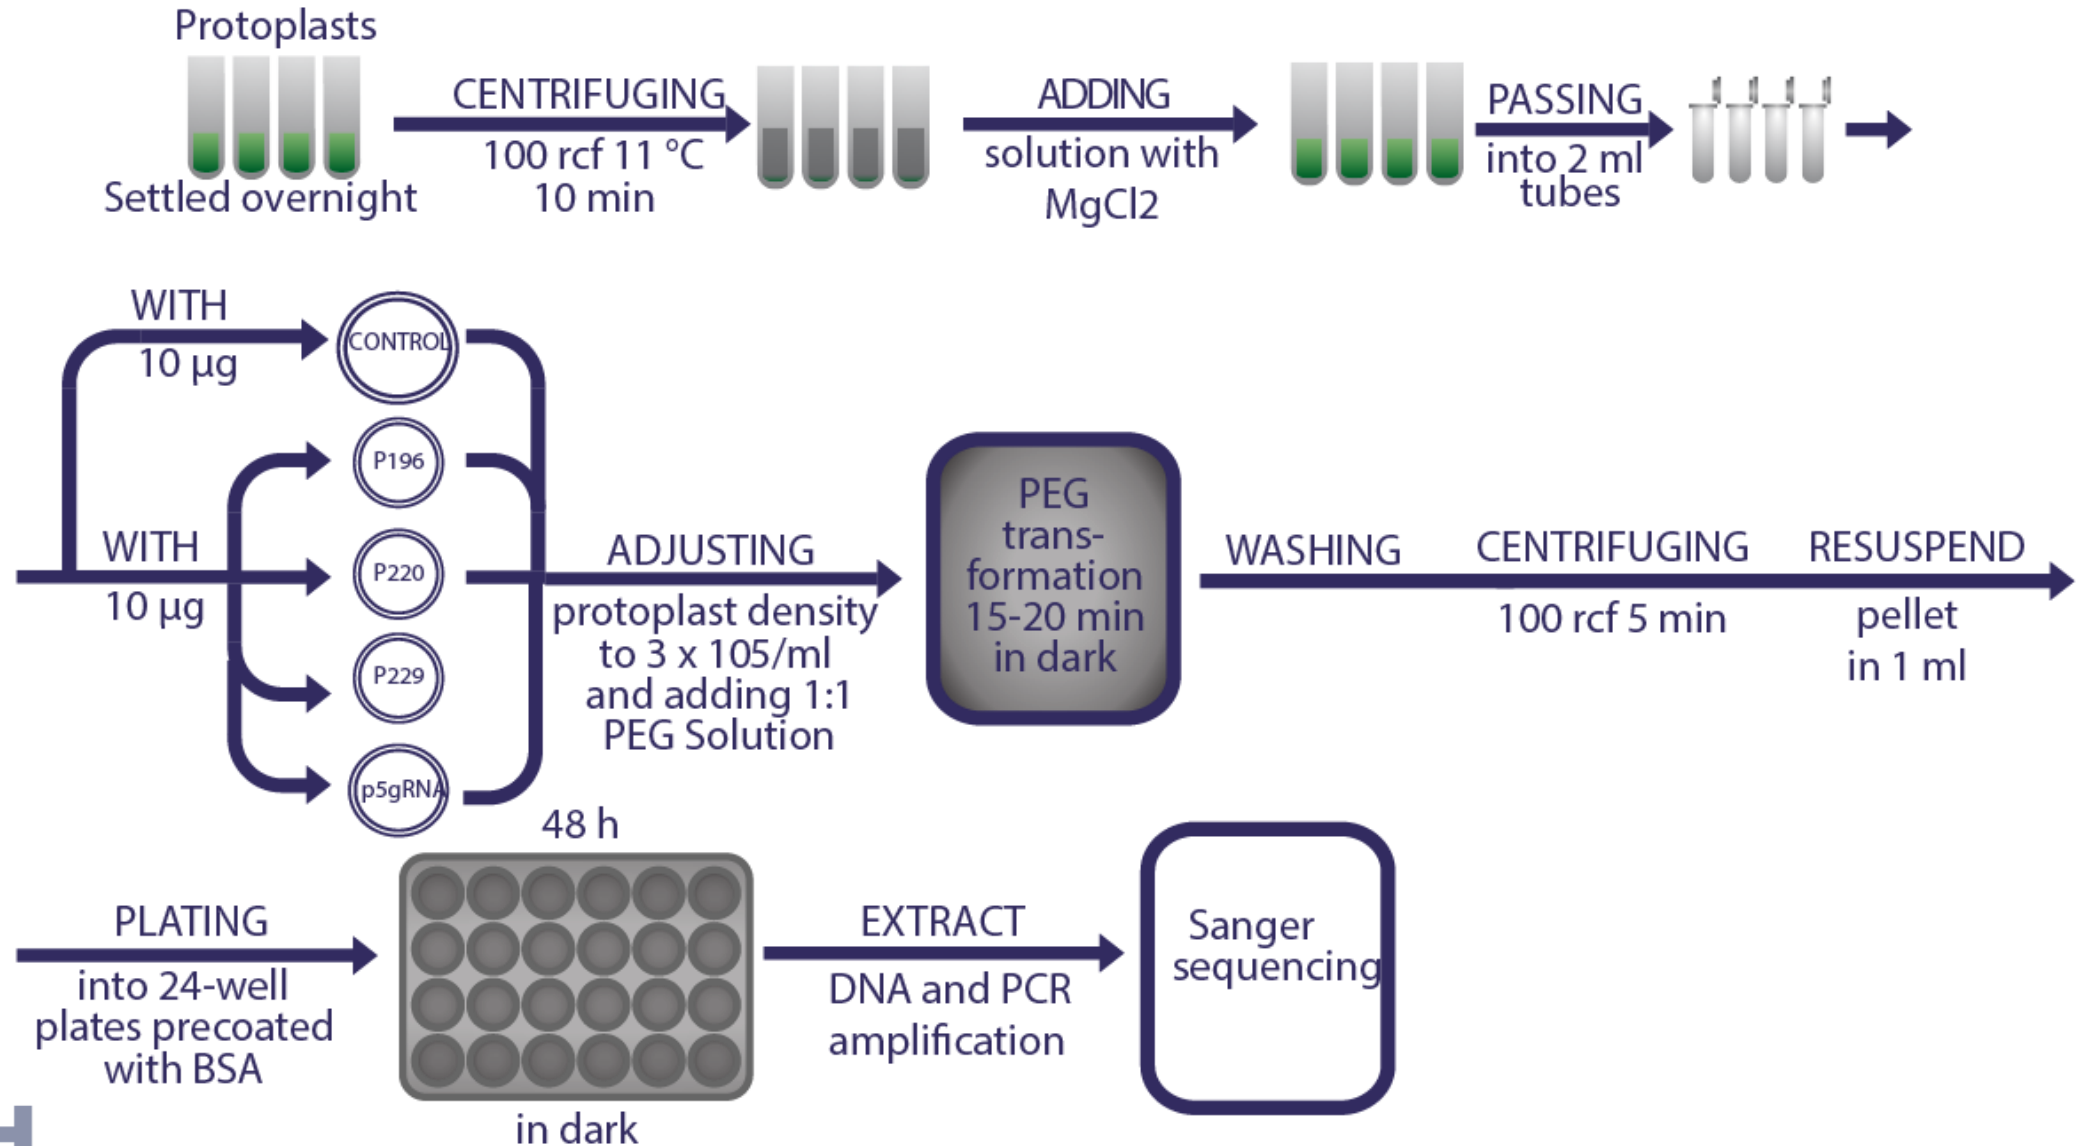 Protoplasts
Settled overnight
CENTRIFUGING
100 rcf 11 °C
10 min
ADDING
solution with
MgCl2
PASSING
into 2 ml
tubes
WITH
10 µg
CONTROL
WITH
10 µg
P196
P220
P229
p5gRNA
ADJUSTING
protoplast density
to 3 x 105/ml
and adding 1:1
PEG Solution
PEG
trans-
formation
15-20 min
in dark
WASHING
CENTRIFUGING
100 rcf 5 min
RESUSPEND
pellet
in 1 ml
PLATING
into 24-well
plates precoated
with BSA
48 h
in dark
EXTRACT
DNA and PCR
amplification
Sanger
sequencing